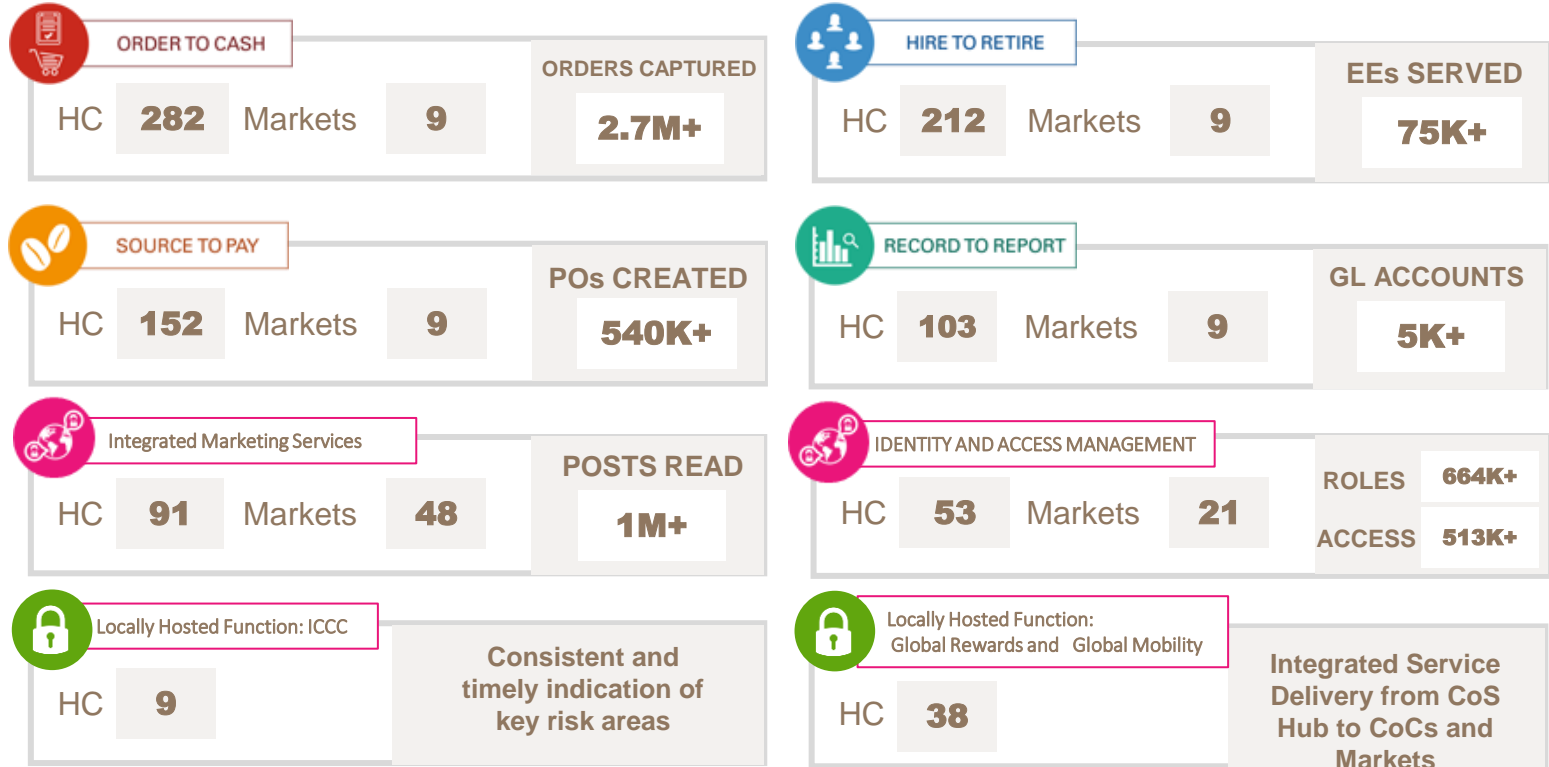 ORDER TO CASH
ORDERS CAPTURED
HC 282 Markets 9
2.7M+
HIRE TO RETIRE
EEs SERVED
HC 212 Markets 9
75K+
SOURCE TO PAY
POs CREATED
HC 152 Markets 9
540K+
RECORD TO REPORT
GL ACCOUNTS
HC 103 Markets 9
5K+
Integrated Marketing Services
POSTS READ
HC 91 Markets 48
1M+
IDENTITY AND ACCESS MANAGEMENT
HC 53 Markets 21
ROLES 664K+
ACCESS 513K+
Locally Hosted Function: ICCC
HC 9
Consistent and
timely indication of
key risk areas
Locally Hosted Function:
Global Rewards and Global Mobility
HC 38
Integrated Service
Delivery from CoS
Hub to CoCs and
Markets